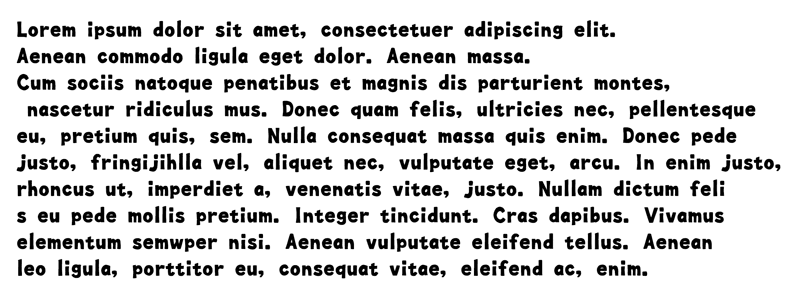 Lorem ipsum dolor sit amet, consectetuer adipiscing elit.
Aenean commodo ligula eget dolor. Aenean massa.
Cum sociis natoque penatibus et magnis dis parturient montes,
nascetur ridiculus mus. Donec quam felis, ultricies nec, pellentesque
eu, pretium quis, sem. Nulla consequat massa quis enim. Donec pede
justo, fringijihlla vel, aliquet nec, vulputate eget, arcu. In enim justo,
rhoncus ut, imperdiet a, venenatis vitae, justo. Nullam dictum feli
s eu pede mollis pretium. Integer tincidunt. Cras dapibus. Vivamus
elementum semwper nisi. Aenean vulputate eleifend tellus. Aenean
leo ligula, porttitor eu, consequat vitae, eleifend ac, enim.